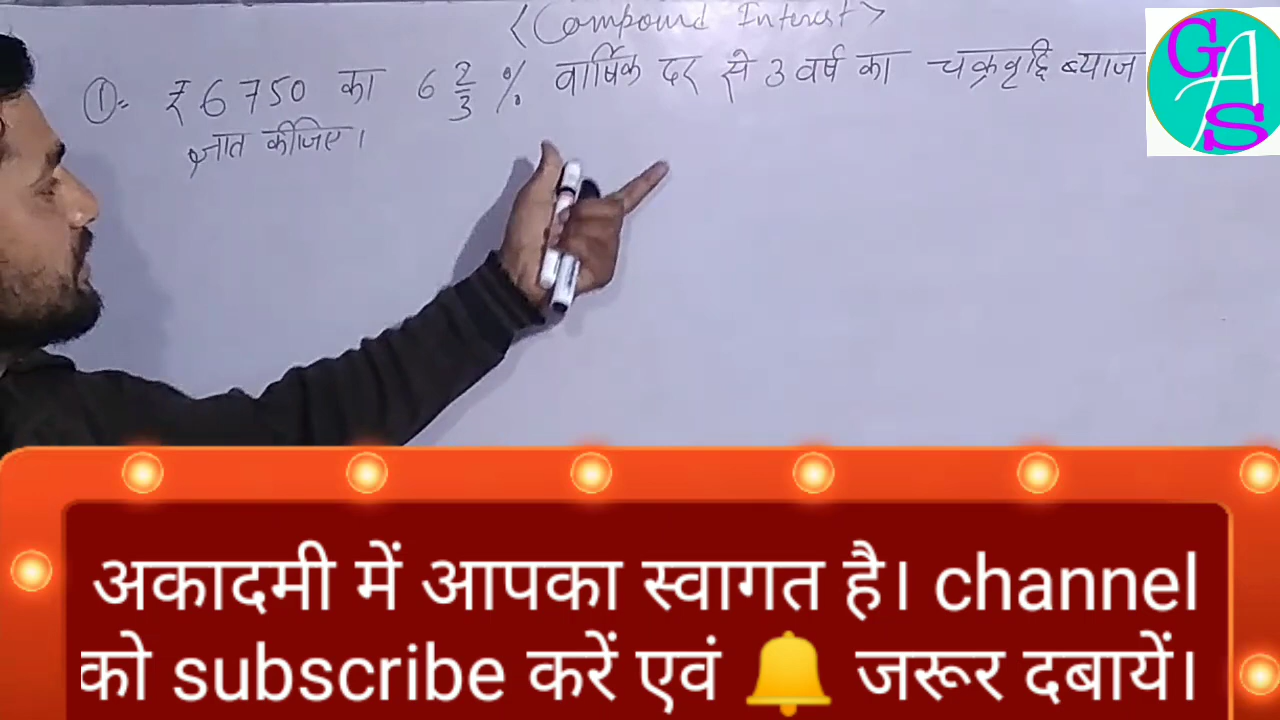 <Compound Interest>
①= ₹6750 का 6 2/3 % वार्षिक दर से 3 वर्ष का चक्रवृद्धि ब्याज
ज्ञात कीजिए।
GAS
अकादमी में आपका स्वागत है। channel
को subscribe करें एवं 🔔 जरूर दबायें।